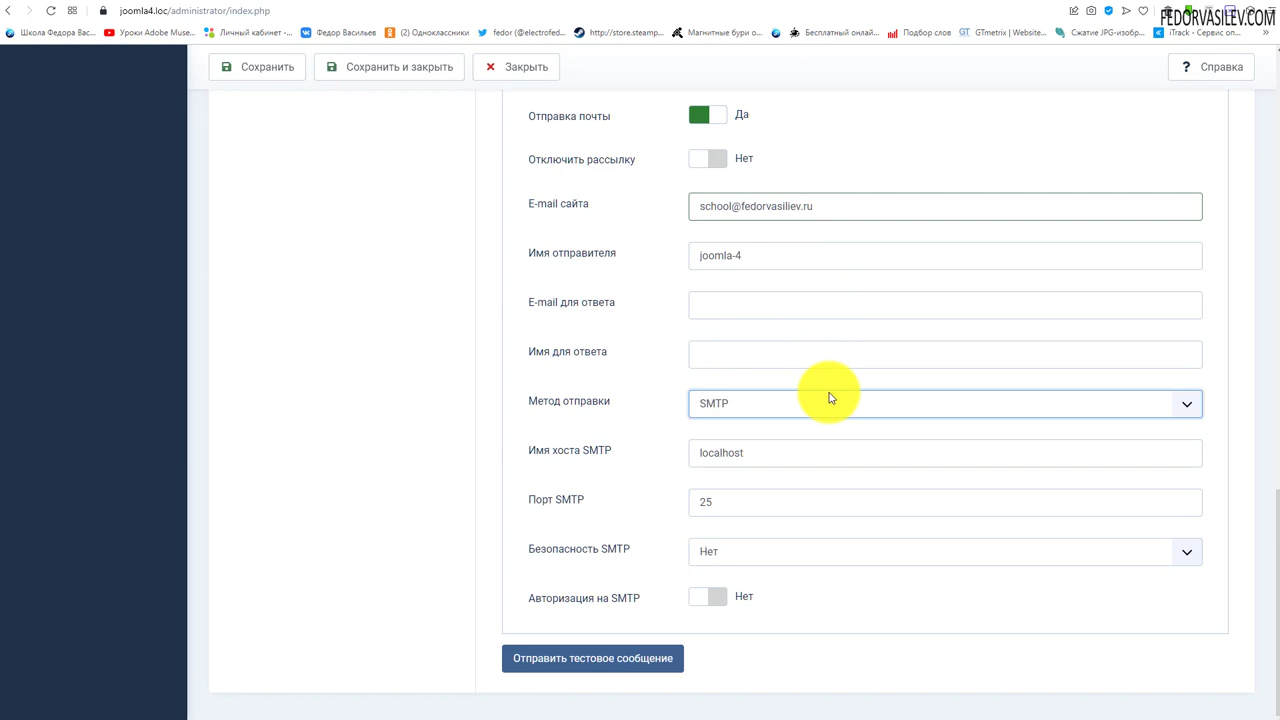 joomla4.loc/administrator/index.php
FEDORVASILEV.COM
Школа Федора Вас...
Уроки Adobe Muse...
Личный кабинет -...
Федор Васильев
(2) Одноклассники
fedor (@electrofed...
http://store.steamp...
Магнитные бури о...
Бесплатный онлай...
Подбор слов
GTmetrix | Website...
Сжатие JPG-изобр...
iTrack - Сервис оп...
»
Сохранить
Сохранить и закрыть
Закрыть
? Справка
Отправка почты
Да
Отключить рассылку
Нет
E-mail сайта
school@fedorvasiliev.ru
Имя отправителя
joomla-4
E-mail для ответа
Имя для ответа
Метод отправки
SMTP
Имя хоста SMTP
localhost
Порт SMTP
25
Безопасность SMTP
Нет
Авторизация на SMTP
Нет
Отправить тестовое сообщение